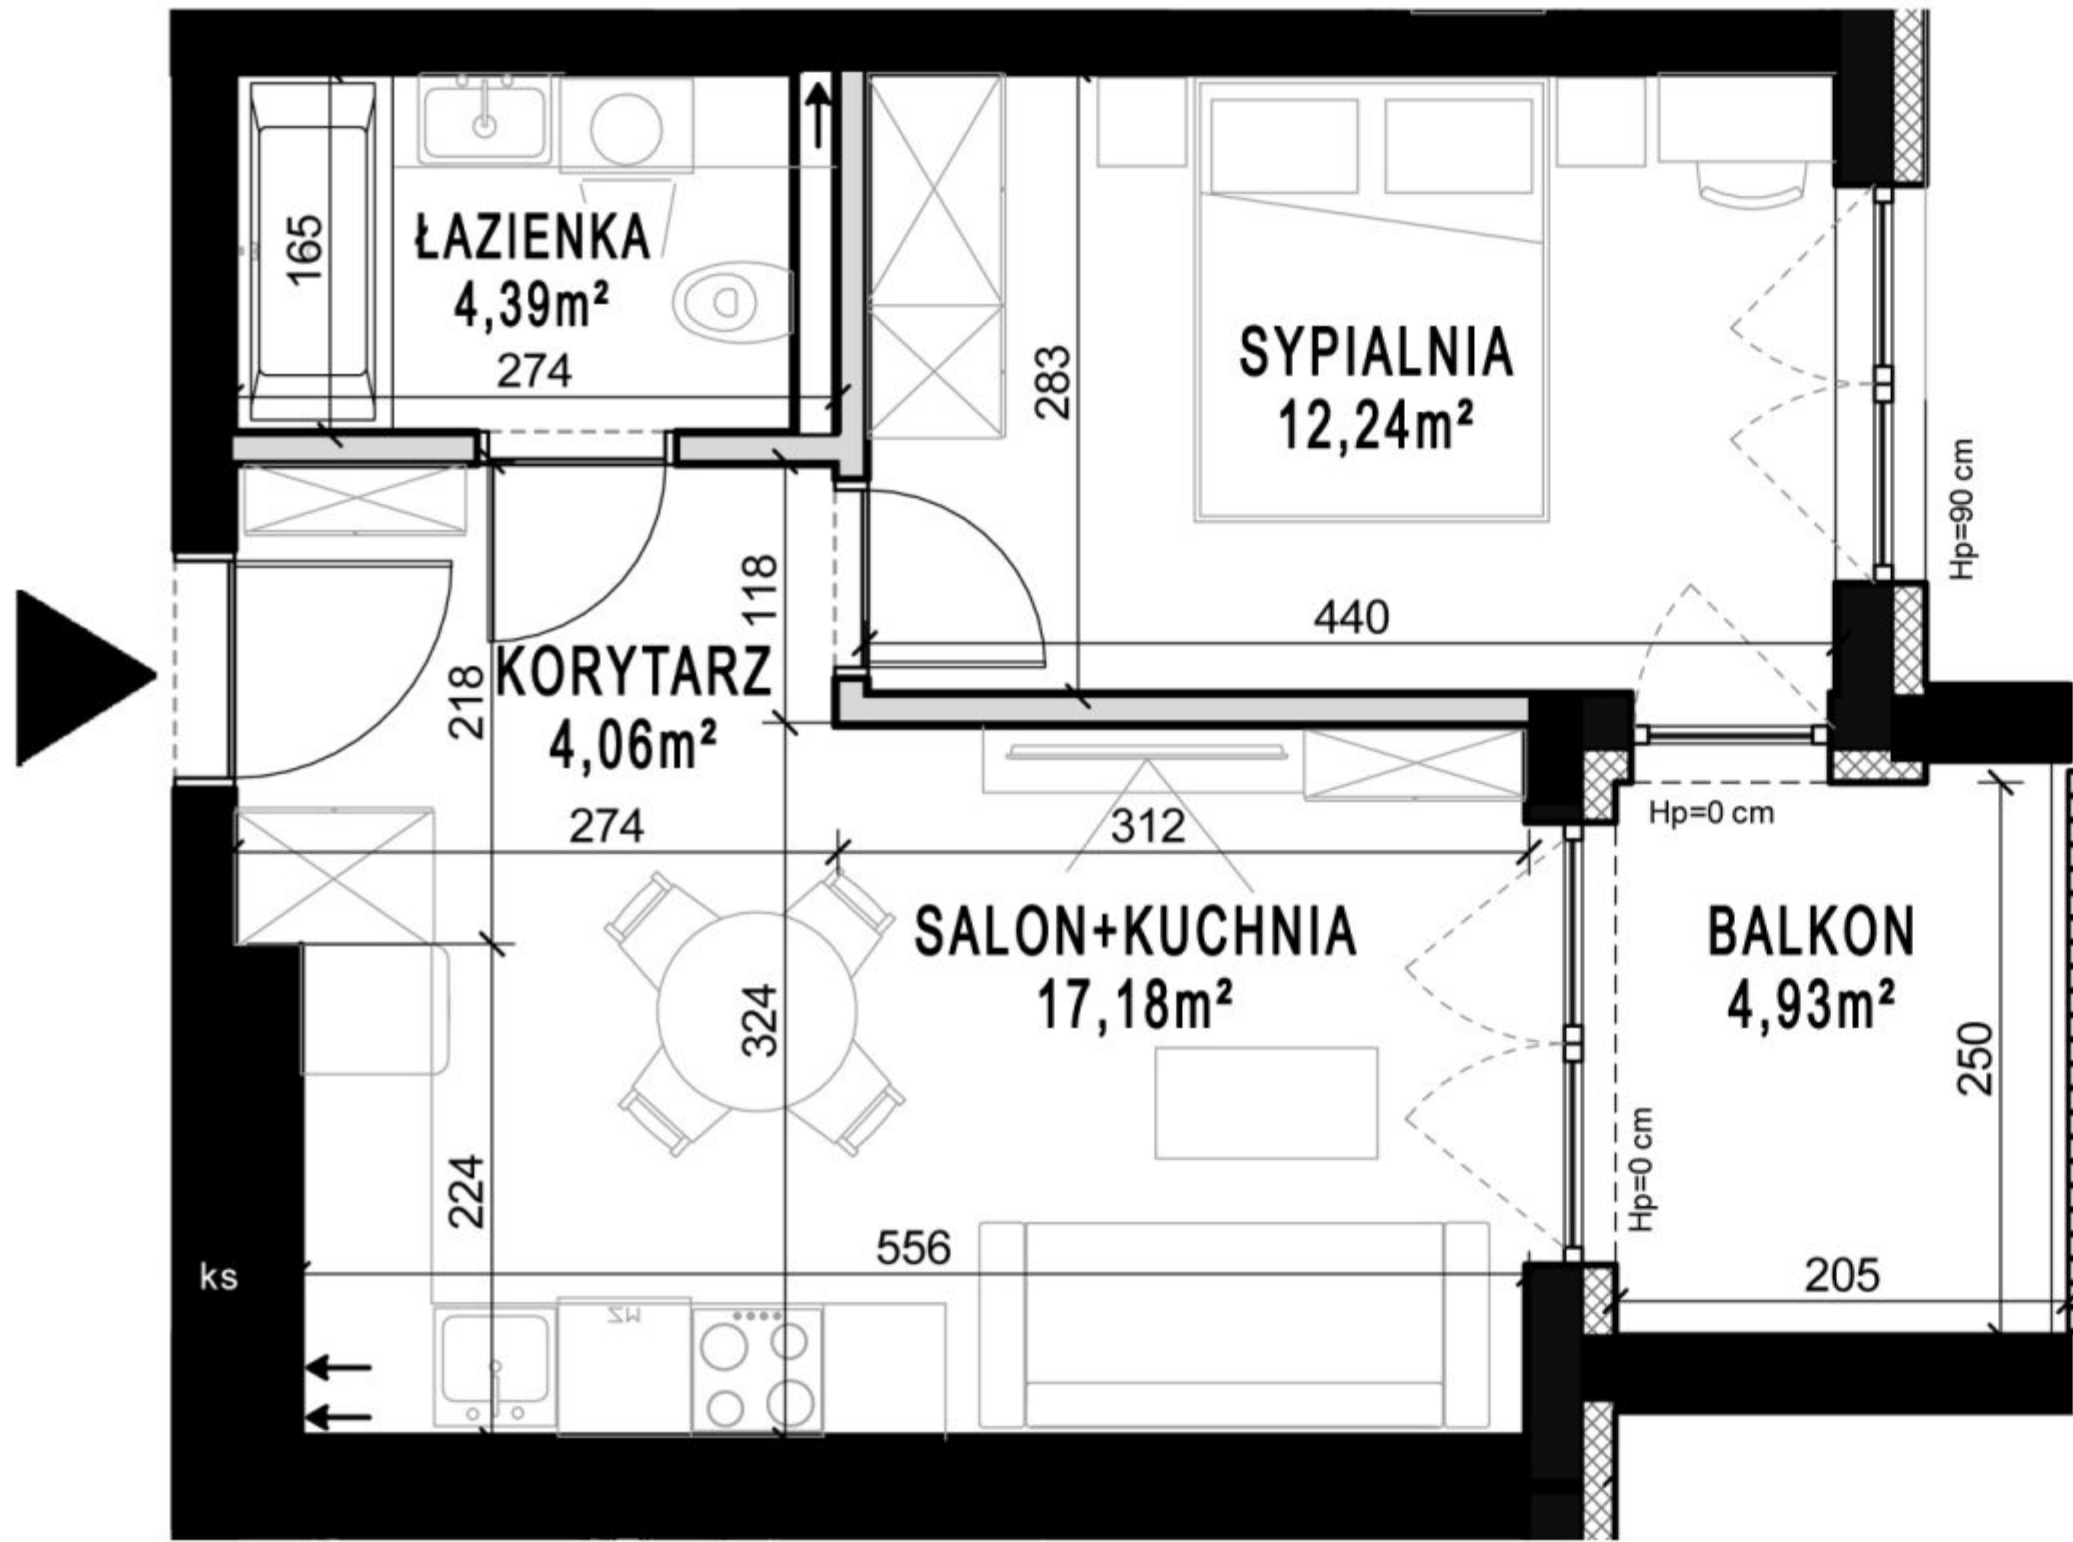 165
ŁAZIENKA
4,39m²
274
283
SYPIALNIA
12,24m²
Hp=90 cm
440
118
218
KORYTARZ
4,06m²
274
312
Hp=0 cm
SALON+KUCHNIA
17,18m²
BALKON
4,93m²
324
250
224
Hp=0 cm
556
205
ks
ZW